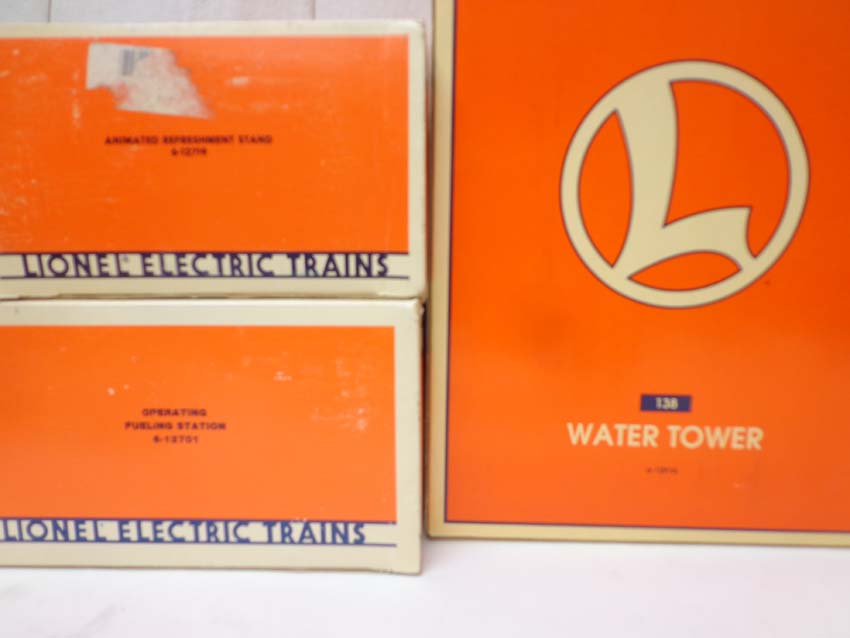 ANIMATED REFRESHMENT STAND
LIONEL ELECTRIC TRAINS
OPERATING
FUELING STATION
6-12701
LIONEL ELECTRIC TRAINS
L
138
WATER TOWER